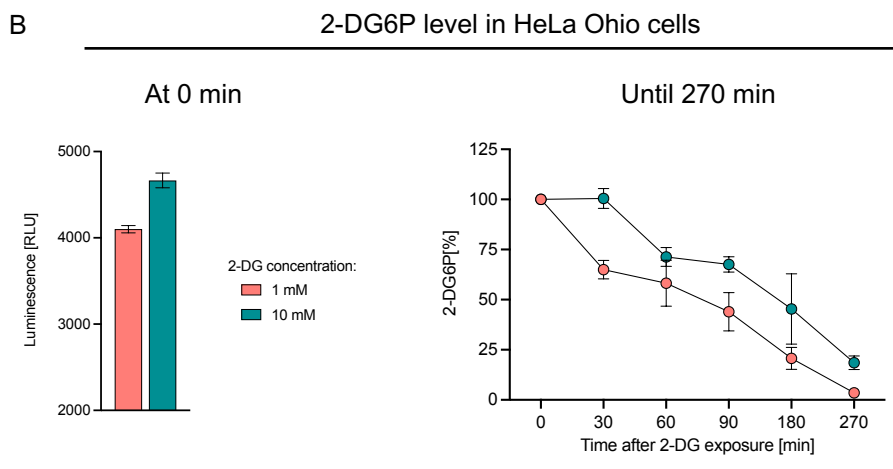 B
2-DG6P level in HeLa Ohio cells
At 0 min
Until 270 min
Luminescence [RLU]
5000
4000
3000
2000
2-DG concentration:
1 mM
10 mM
2-DG6P[%]
125
100
75
50
25
0
0 30 60 90 180 270
Time after 2-DG exposure [min]